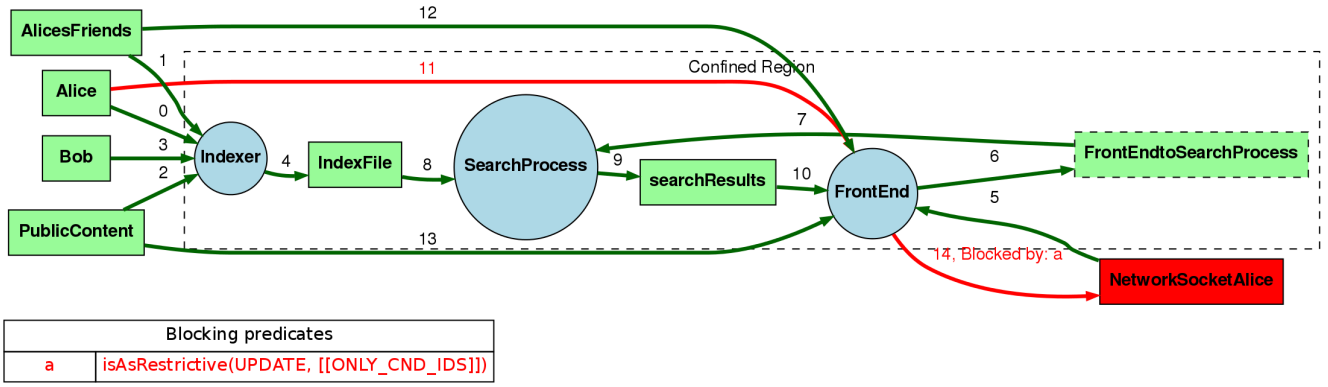 12
AlicesFriends
1
11
Confined Region
Alice
0
7
3
Bob
Indexer
4
IndexFile
8
SearchProcess
9
searchResults
10
FrontEnd
6
FrontEndtoSearchProcess
2
5
PublicContent
13
14, Blocked by: a
NetworkSocketAlice
Blocking predicates
a isAsRestrictive(UPDATE, [[ONLY_CND_IDS]])